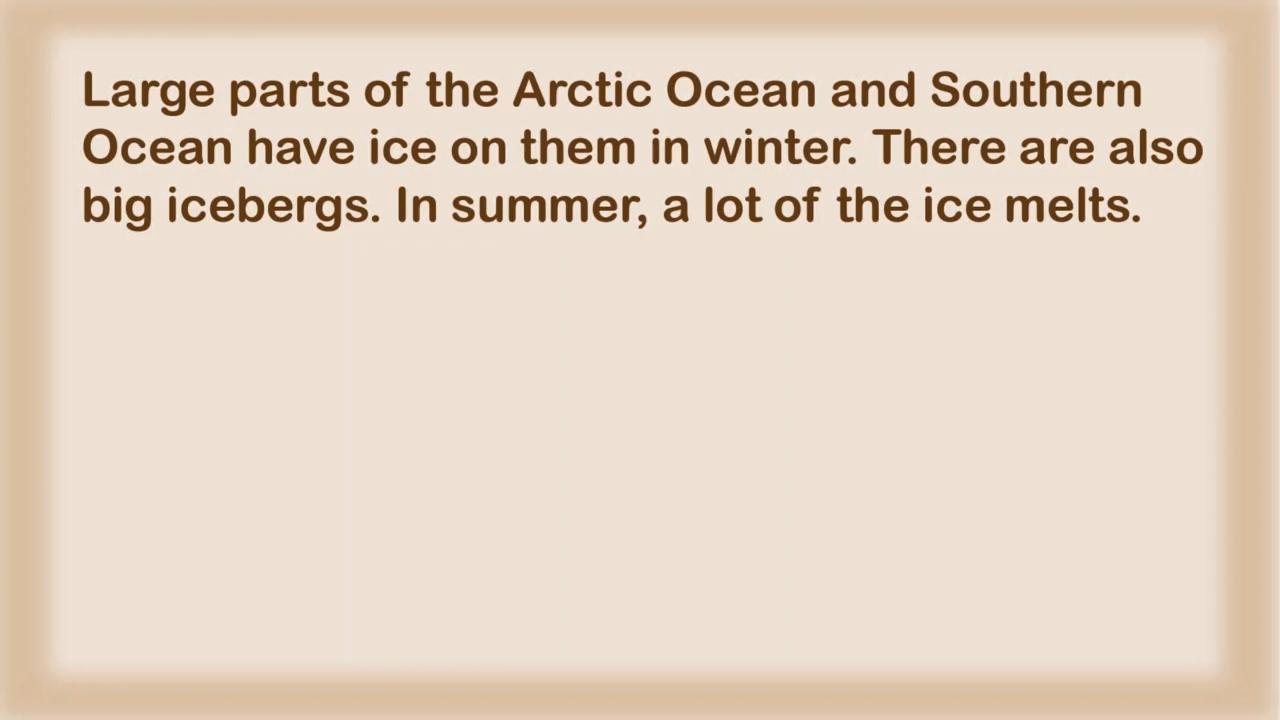 Large parts of the Arctic Ocean and Southern
Ocean have ice on them in winter. There are also
big icebergs. In summer, a lot of the ice melts.